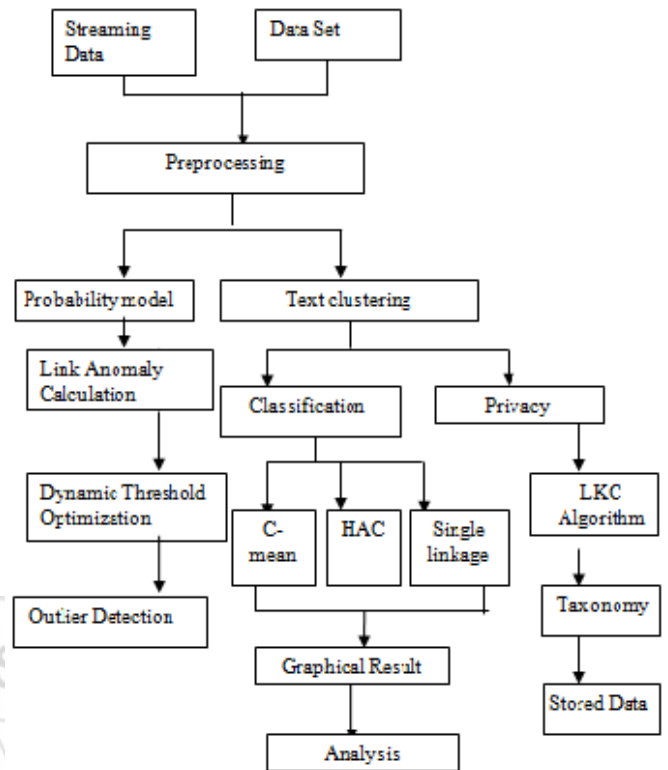 Streaming
Data
Data Set
Preprocessing
Probability model
Text clustering
Link Anomaly
Calculation
Classification
Privacy
Dynamic Threshold
Optimization
C-
mean
HAC
Single
linkage
LKC
Algorithm
Outlier Detection
Taxonomy
Graphical Result
Stored Data
Analysis